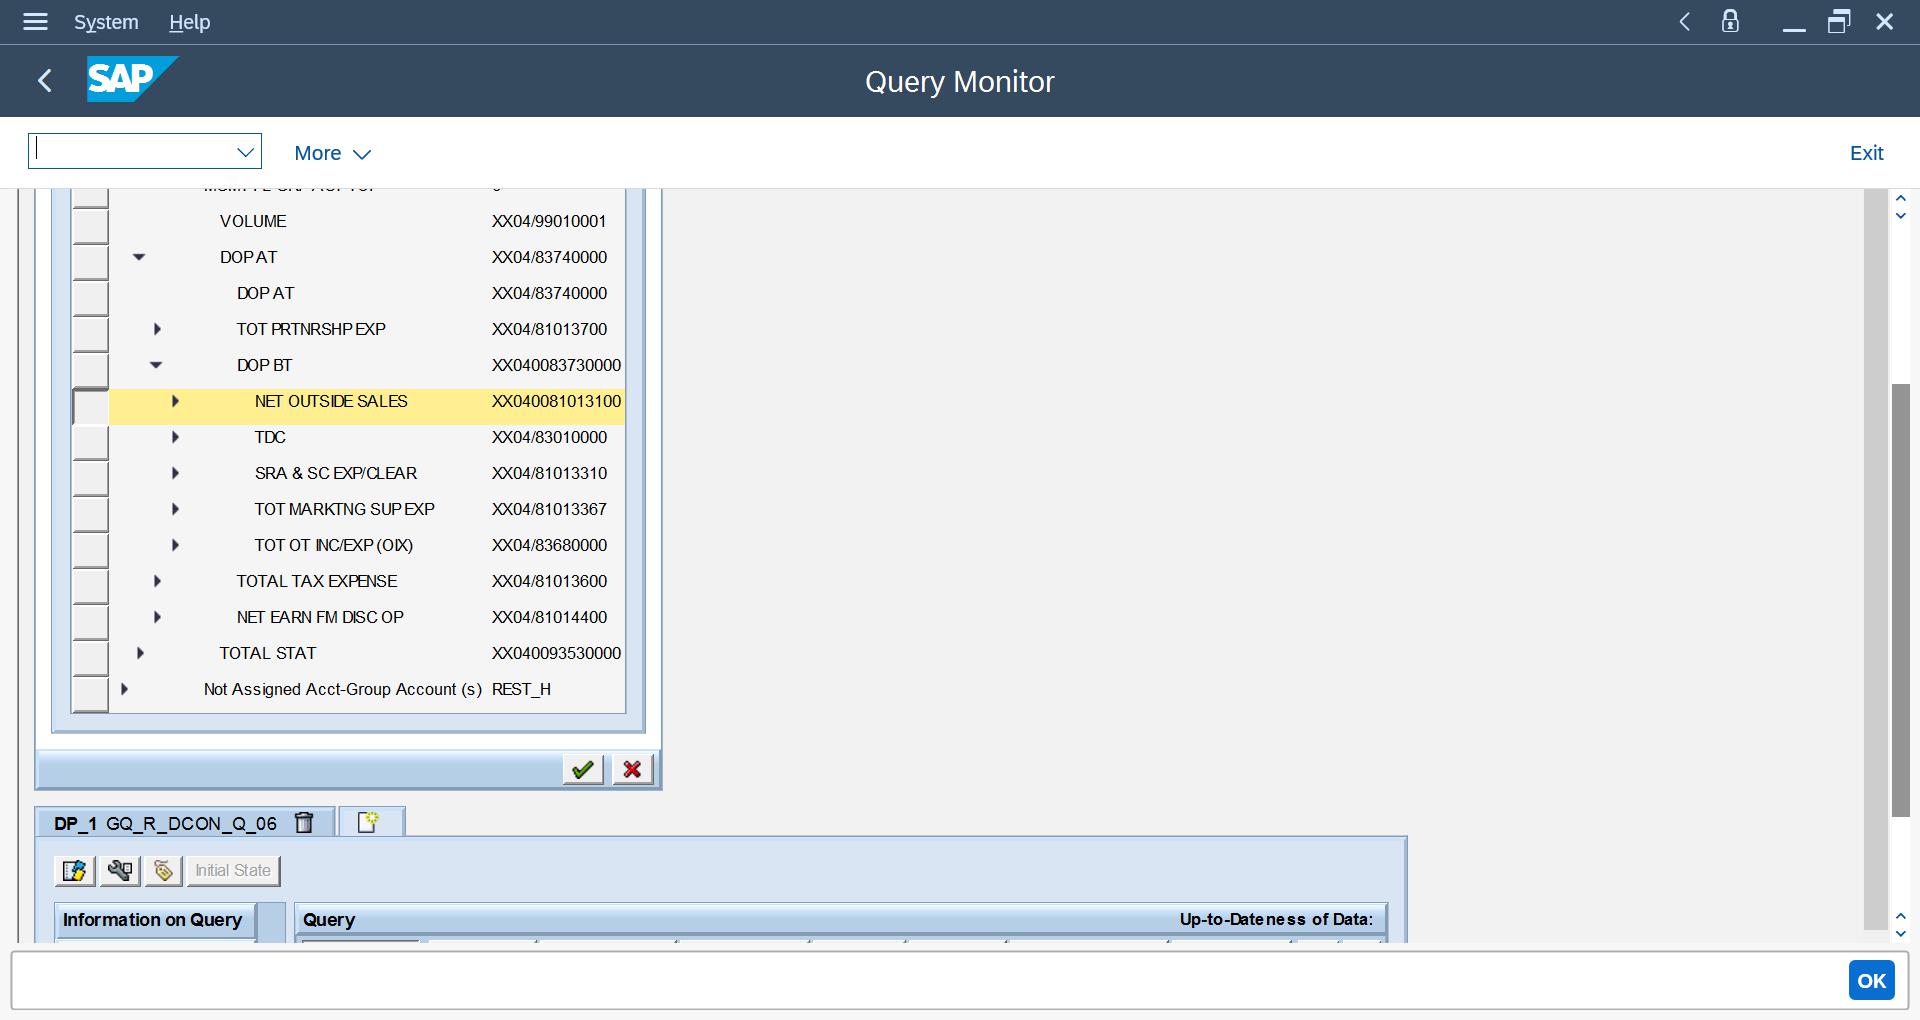 System Help
SAP
Query Monitor
More
Exit
VOLUME XX04/99010001
DOP AT XX04/83740000
DOP AT XX04/83740000
TOT PRTNRSHP EXP XX04/81013700
DOP BT XX040083730000
NET OUTSIDE SALES XX040081013100
TDC XX04/83010000
SRA & SC EXP/CLEAR XX04/81013310
TOT MARKTNG SUP EXP XX04/81013367
TOT OT INC/EXP (OIX) XX04/83680000
TOTAL TAX EXPENSE XX04/81013600
NET EARN FM DISC OP XX04/81014400
TOTAL STAT XX040093530000
Not Assigned Acct-Group Account (s) REST_H
DP_1 GQ_R_DCON_Q_06
Initial State
Information on Query Query Up-to-Dateness of Data:
OK